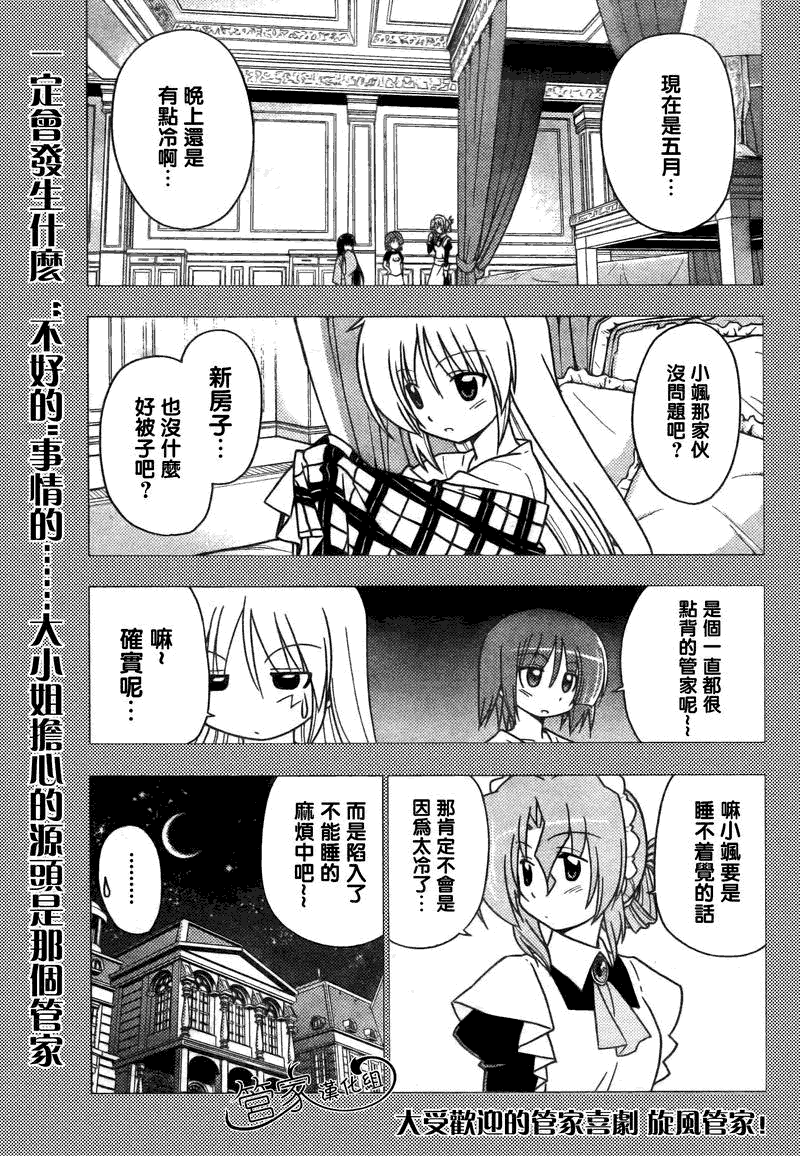 現在是五月…
晚上還是
有點冷啊…
小颯那家伙
沒問題吧?
新房子…
也沒什麼
好被子吧?
是個一直都很
點背的管家呢~
嘛~
確實呢…
嘛小颯要是
睡不着覺的話
那肯定不會是
因爲太冷了…
而是陷入了
不能睡的
麻煩中吧~
………
一定會發生什麼"不好的"事情的……大小姐擔心的源頭是那個管家
管家漢化組
大受歡迎的管家喜劇 旋風管家!